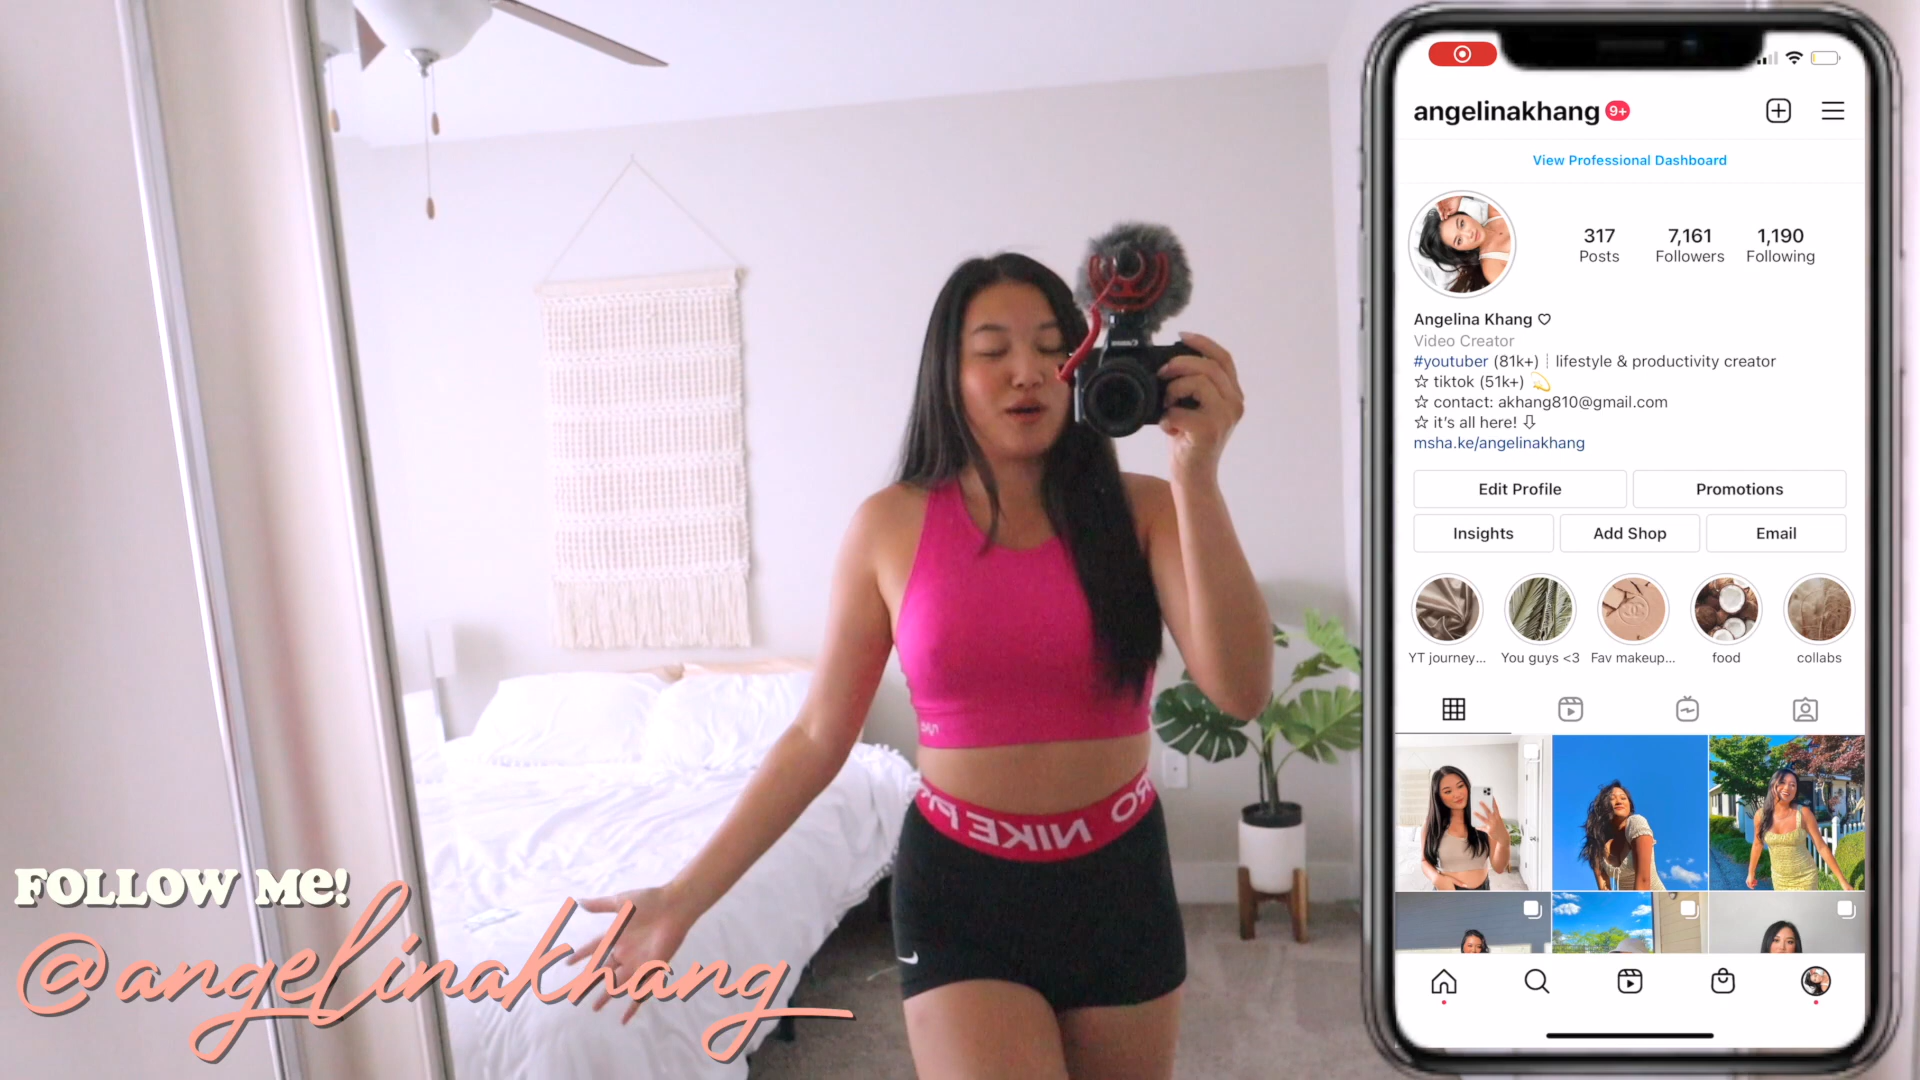 angelinakhang 9+
View Professional Dashboard
317 7,161 1,190
Posts Followers Following
Angelina Khang ♡
Video Creator
#youtuber (81k+) ┊ lifestyle & productivity creator
☆ tiktok (51k+) 💫
☆ contact: akhang810@gmail.com
☆ it's all here! ⇩
msha.ke/angelinakhang
Edit Profile Promotions
Insights Add Shop Email
YT journey... You guys <3 Fav makeup... food collabs
Canon
NIKE PRO
FOLLOW Me!
@angelinakhang